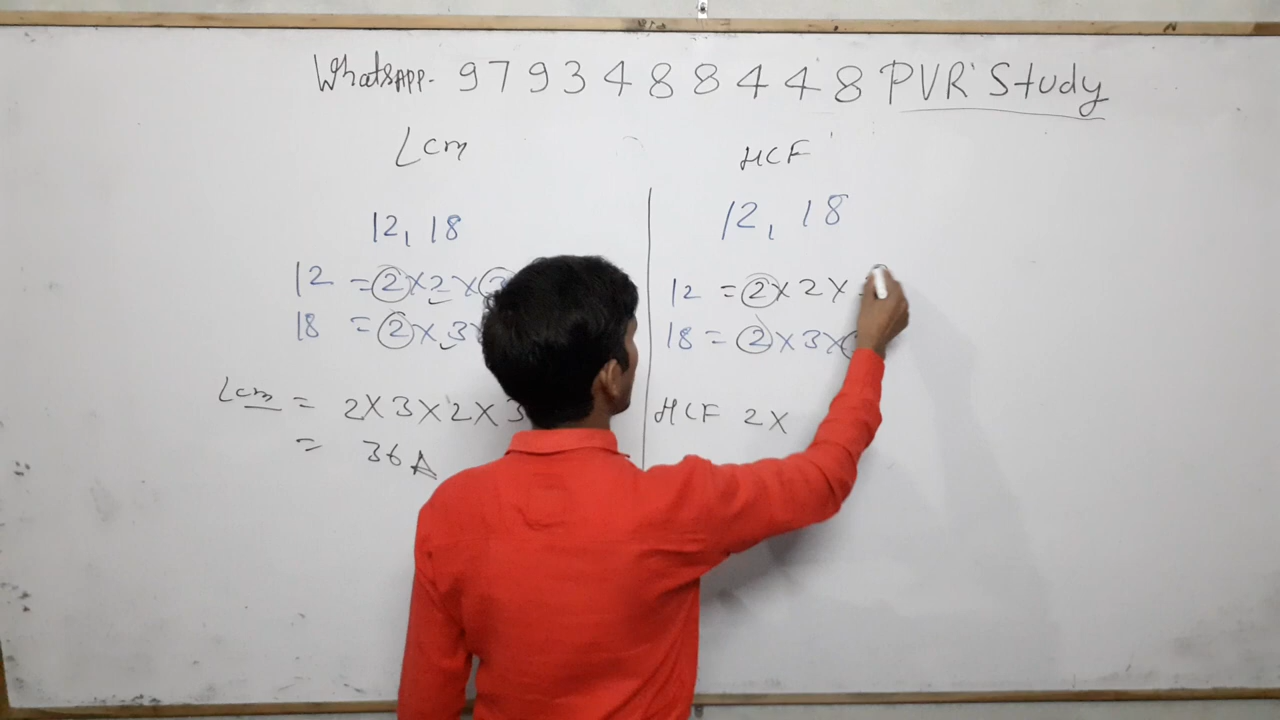 WhatsAPP. 9793488448 PVR Study
Lcm
12, 18
12 = 2 × 2 ×
18 = 2 × 3
Lcm = 2 × 3 × 2 × 3
= 36 A
HCF
12, 18
12 = 2 × 2 ×
18 = 2 × 3 ×
HCF 2 ×